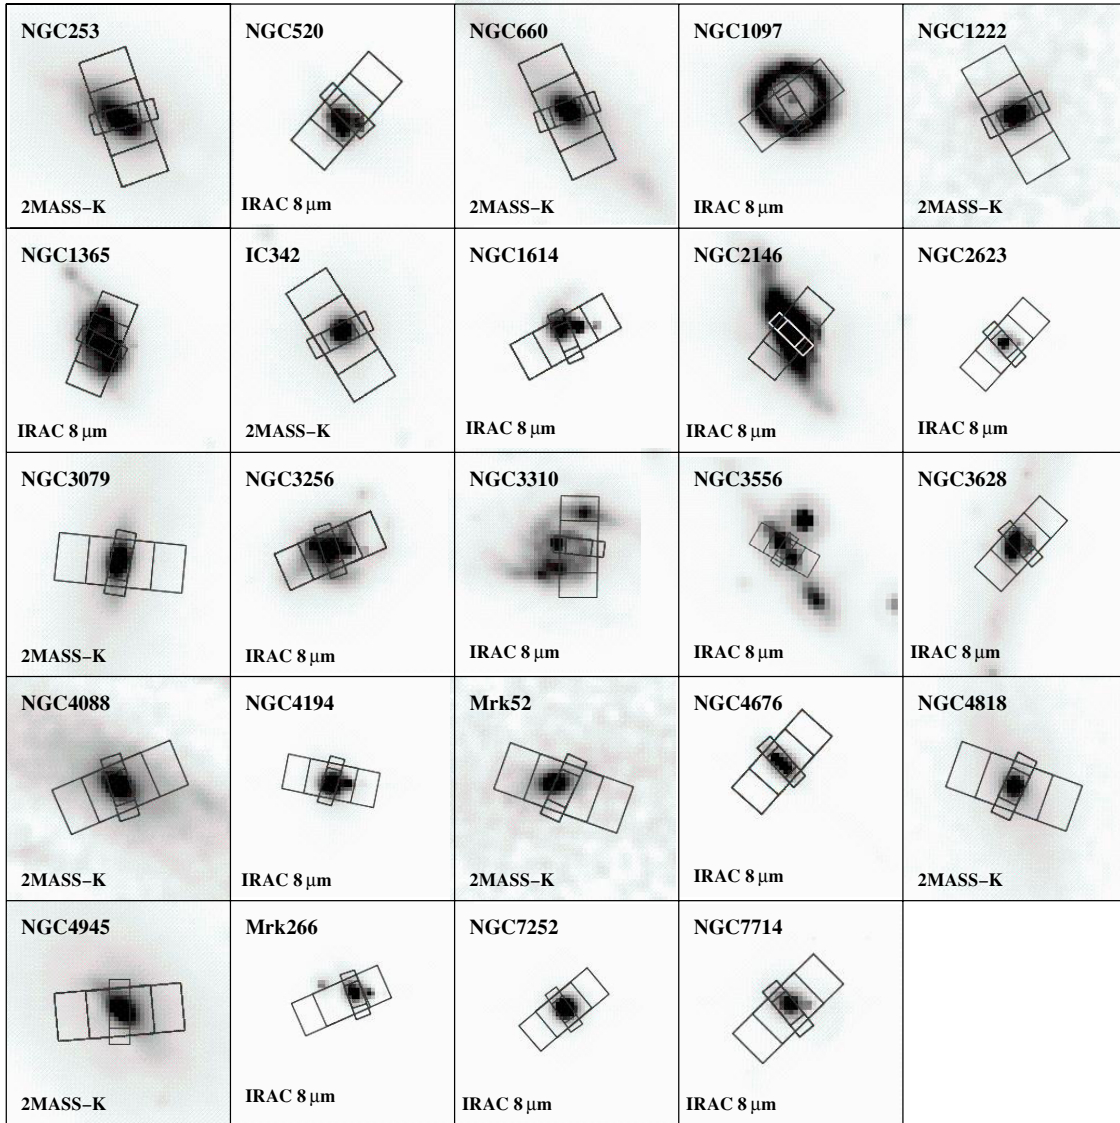 NGC253
NGC520
NGC660
NGC1097
NGC1222
2MASS–K
IRAC 8 μm
2MASS–K
IRAC 8 μm
2MASS–K
NGC1365
IC342
NGC1614
NGC2146
NGC2623
IRAC 8 μm
2MASS–K
IRAC 8 μm
IRAC 8 μm
IRAC 8 μm
NGC3079
NGC3256
NGC3310
NGC3556
NGC3628
2MASS–K
IRAC 8 μm
IRAC 8 μm
IRAC 8 μm
IRAC 8 μm
NGC4088
NGC4194
Mrk52
NGC4676
NGC4818
2MASS–K
IRAC 8 μm
2MASS–K
IRAC 8 μm
2MASS–K
NGC4945
Mrk266
NGC7252
NGC7714
2MASS–K
IRAC 8 μm
IRAC 8 μm
IRAC 8 μm